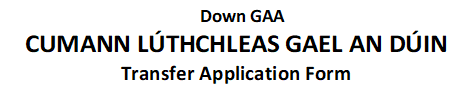 Down GAA
CUMANN LÚTHCHLEAS GAEL AN DÚIN
Transfer Application Form